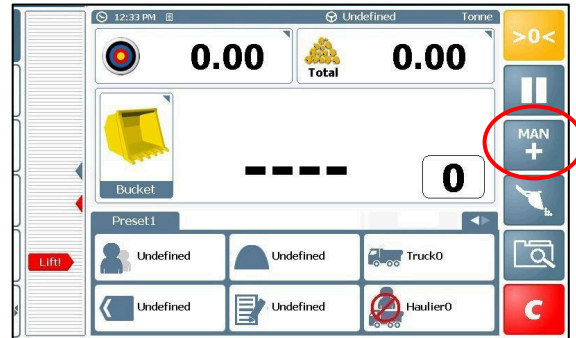 12:33 PM Undefined Tonne
>0<
0.00 Total 0.00
MAN
+
Bucket ---- 0
Preset1
Lift! Undefined Undefined Truck0
Undefined Undefined Haulier0
C